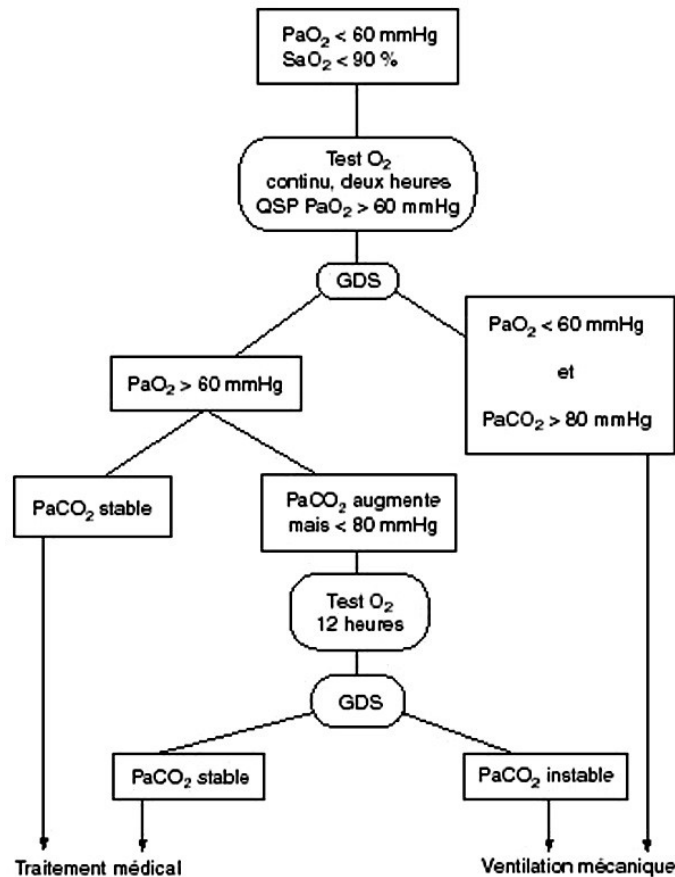 PaO₂ < 60 mmHg
SaO₂ < 90 %
Test O₂
continu, deux heures
QSP PaO₂ > 60 mmHg
GDS
PaO₂ < 60 mmHg
et
PaCO₂ > 80 mmHg
PaO₂ > 60 mmHg
PaCO₂ stable
PaCO₂ augmente
mais < 80 mmHg
Test O₂
12 heures
GDS
PaCO₂ stable
PaCO₂ instable
Traitement médical
Ventilation mécanique